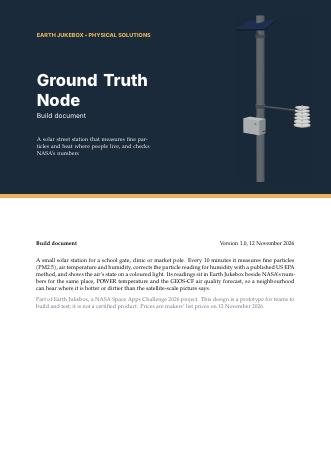 EARTH JUKEBOX • PHYSICAL SOLUTIONS
Ground Truth
Node
Build document
A solar street station that measures fine par-
ticles and heat where people live, and checks
NASA's numbers
Build document
Version 1.0, 12 November 2026
A small solar station for a school gate, clinic or market pole. Every 10 minutes it measures fine particles
(PM2.5), air temperature and humidity, corrects the particle reading for humidity with a published US EPA
method, and shows the air's state on a coloured light. Its readings sit in Earth Jukebox beside NASA's num-
bers for the same place, POWER temperature and the GEOS-CF air quality forecast, so a neighbourhood
can hear where it is hotter or dirtier than the satellite-scale picture says.
Part of Earth Jukebox, a NASA Space Apps Challenge 2026 project. This design is a prototype for teams to
build and test; it is not a certified product. Prices are makers' list prices on 12 November 2026.